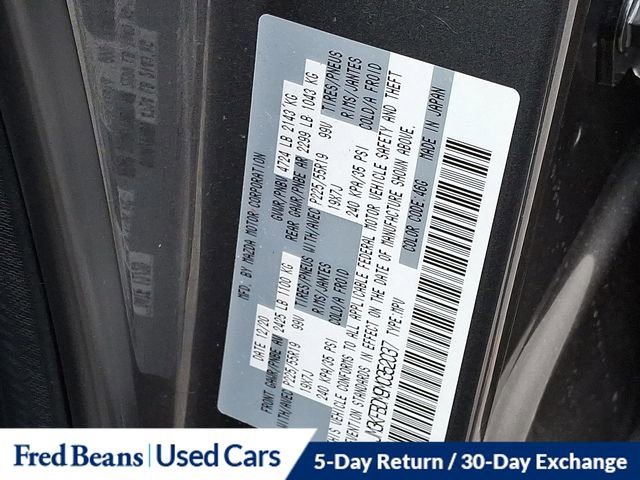 MFD. BY MAZDA MOTOR CORPORATION
DATE 12/20 GVWR/PNBV 4724 LB 2143 KG
FRONT GAWR/PNBE AV 2425 LB 1100 KG REAR GAWR/PNBE AR 2299 LB 1043 KG
WITH/AVEC TIRES/PNEUS WITH/AVEC TIRES/PNEUS
P225/55R19 99V RIMS/JANTES P225/55R19 99V RIMS/JANTES
19X7J COLD/A FROID 19X7J COLD/A FROID
240 KPA/35 PSI 240 KPA/35 PSI
THIS VEHICLE CONFORMS TO ALL APPLICABLE FEDERAL MOTOR VEHICLE SAFETY AND THEFT
PREVENTION STANDARDS IN EFFECT ON THE DATE OF MANUFACTURE SHOWN ABOVE.
TYPE:MPV COLOR CODE:46G MADE IN JAPAN
Fred Beans | Used Cars
5-Day Return / 30-Day Exchange